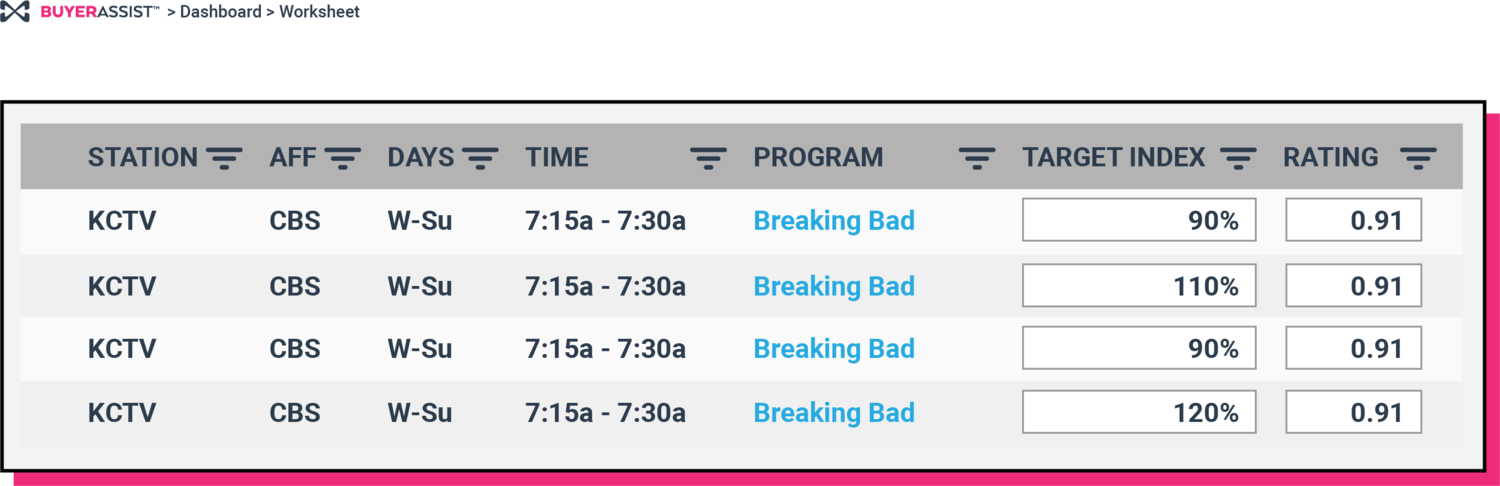 BUYERASSIST™ > Dashboard > Worksheet
STATION AFF DAYS TIME PROGRAM TARGET INDEX RATING
KCTV CBS W-Su 7:15a - 7:30a Breaking Bad 90% 0.91
KCTV CBS W-Su 7:15a - 7:30a Breaking Bad 110% 0.91
KCTV CBS W-Su 7:15a - 7:30a Breaking Bad 90% 0.91
KCTV CBS W-Su 7:15a - 7:30a Breaking Bad 120% 0.91